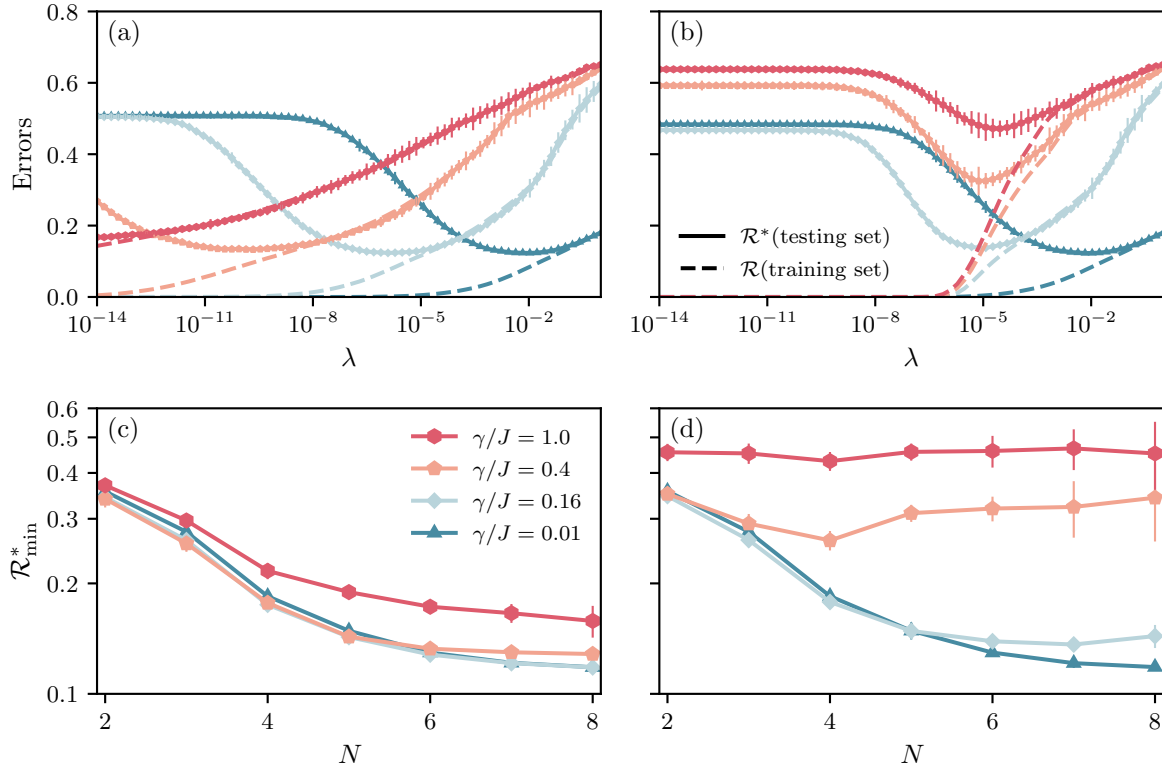 (a)
(b)
Errors
0.8
0.6
0.4
0.2
0.0
10⁻¹⁴
10⁻¹¹
10⁻⁸
10⁻⁵
10⁻²
λ
10⁻¹⁴
10⁻¹¹
10⁻⁸
10⁻⁵
10⁻²
λ
ℛ*(testing set)
ℛ(training set)
(c)
(d)
ℛ*min
0.6
0.5
0.4
0.3
0.2
0.1
γ/J = 1.0
γ/J = 0.4
γ/J = 0.16
γ/J = 0.01
2
4
6
8
N
2
4
6
8
N